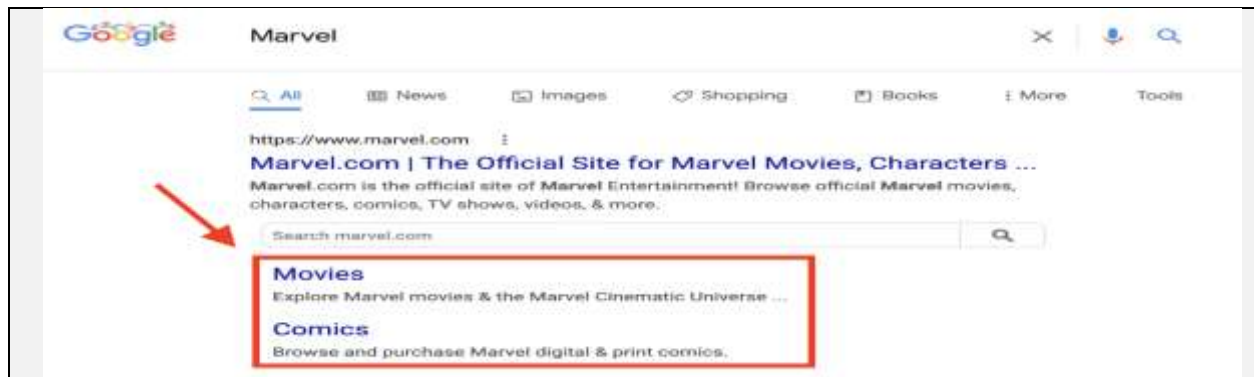 Google
Marvel
All News Images Shopping Books More Tools
https://www.marvel.com
Marvel.com | The Official Site for Marvel Movies, Characters ...
Marvel.com is the official site of Marvel Entertainment! Browse official Marvel movies,
characters, comics, TV shows, videos, & more.
Search marvel.com
Movies
Explore Marvel movies & the Marvel Cinematic Universe ...
Comics
Browse and purchase Marvel digital & print comics.